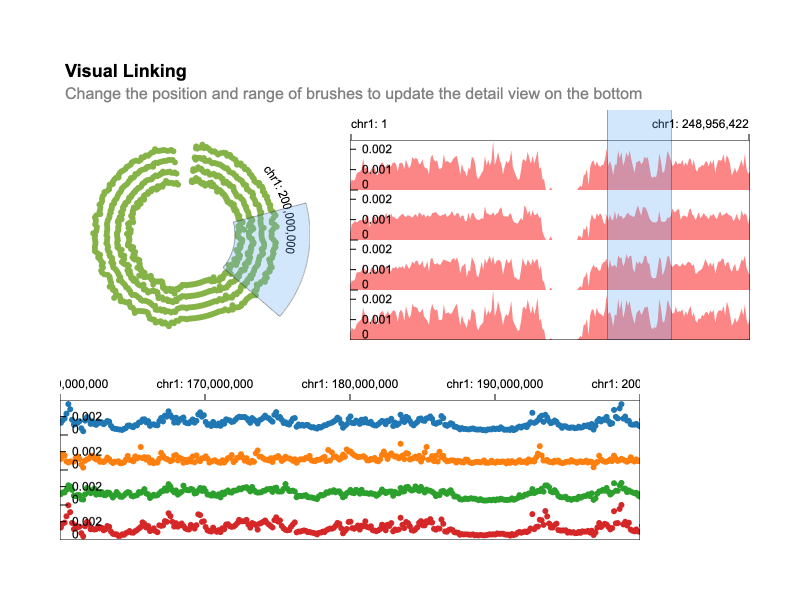 Visual Linking
Change the position and range of brushes to update the detail view on the bottom
chr1: 1
chr1: 248,956,422
chr1: 200,000,000
0.002
0.001
0
0.002
0.001
0
0.002
0.001
0
0.002
0.001
0
0,000,000
chr1: 170,000,000
chr1: 180,000,000
chr1: 190,000,000
chr1: 200
0.002
0
0.002
0
0.002
0
0.002
0